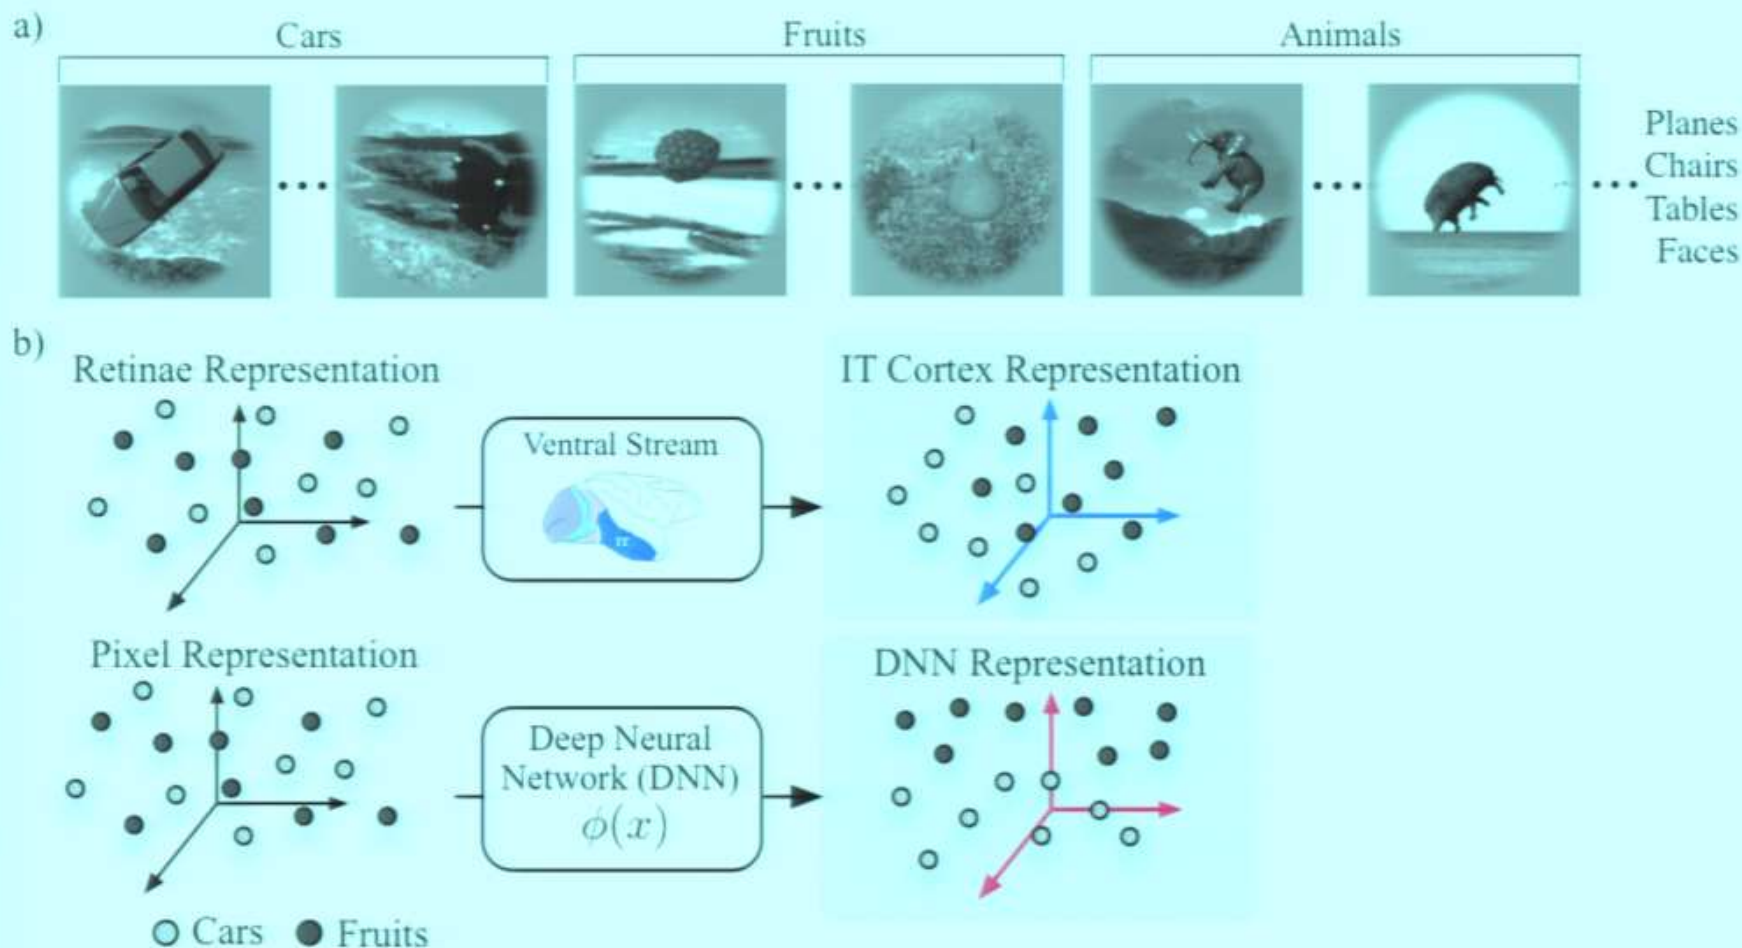 a)
Cars
Fruits
Animals
Planes
Chairs
Tables
Faces
b)
Retinae Representation
IT Cortex Representation
Ventral Stream
IT
Pixel Representation
DNN Representation
Deep Neural
Network (DNN)
ϕ(x)
Cars
Fruits